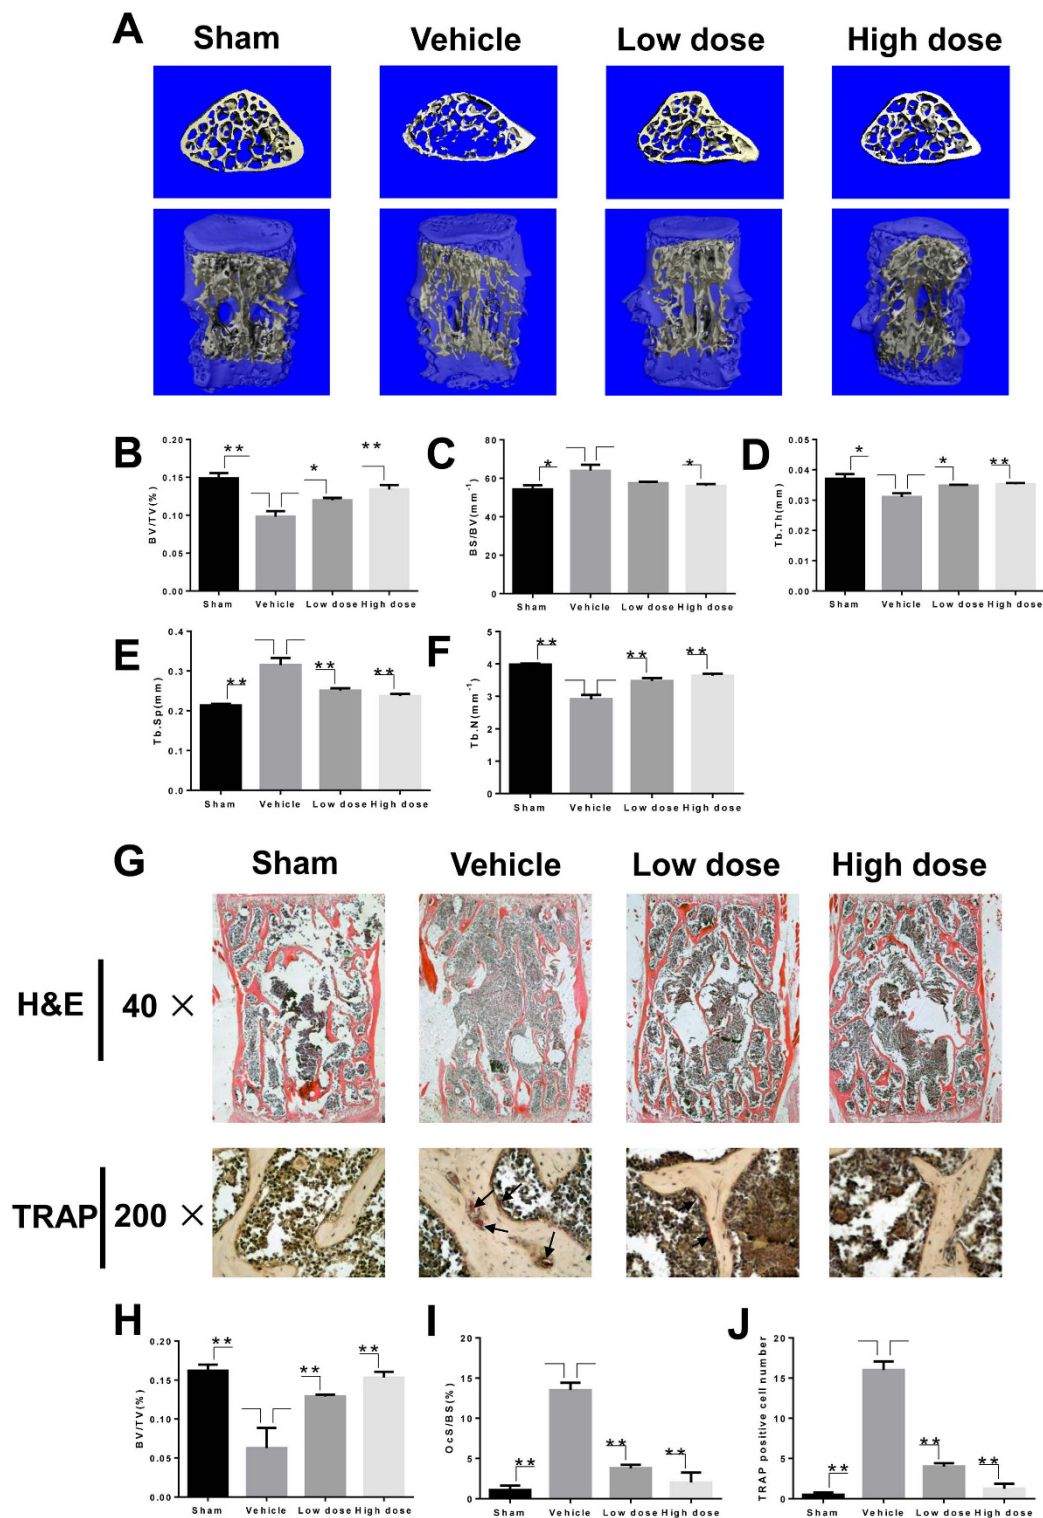 A
Sham Vehicle Low dose High dose
B
0.20
0.15
0.10
0.05
0.00
BV/TV(%)
** * **
Sham Vehicle Low dose High dose
C
80
60
40
20
0
BS/BV(mm⁻¹)
* *
Sham Vehicle Low dose High dose
D
0.05
0.04
0.03
0.02
0.01
0.00
Tb.Th(mm)
* * **
Sham Vehicle Low dose High dose
E
0.4
0.3
0.2
0.1
0.0
Tb.Sp(mm)
** ** **
Sham Vehicle Low dose High dose
F
5
4
3
2
1
0
Tb.N(mm⁻¹)
** ** **
Sham Vehicle Low dose High dose
G
Sham Vehicle Low dose High dose
H&E 40 ×
TRAP 200 ×
H
0.20
0.15
0.10
0.05
0.00
BV/TV(%)
** ** **
Sham Vehicle Low dose High dose
I
20
15
10
5
0
OcS/BS(%)
** ** **
Sham Vehicle Low dose High dose
J
20
15
10
5
0
TRAP positive cell number
** ** **
Sham Vehicle Low dose High dose